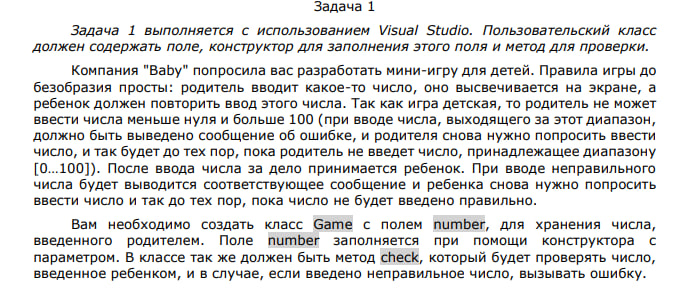 Задача 1
Задача 1 выполняется с использованием Visual Studio. Пользовательский класс
должен содержать поле, конструктор для заполнения этого поля и метод для проверки.
Компания "Baby" попросила вас разработать мини-игру для детей. Правила игры до
безобразия просты: родитель вводит какое-то число, оно высвечивается на экране, а
ребенок должен повторить ввод этого числа. Так как игра детская, то родитель не может
ввести числа меньше нуля и больше 100 (при вводе числа, выходящего за этот диапазон,
должно быть выведено сообщение об ошибке, и родителя снова нужно попросить ввести
число, и так будет до тех пор, пока родитель не введет число, принадлежащее диапазону
[0...100]). После ввода числа за дело принимается ребенок. При вводе неправильного
числа будет выводится соответствующее сообщение и ребенка снова нужно попросить
ввести число и так до тех пор, пока число не будет введено правильно.
Вам необходимо создать класс Game с полем number, для хранения числа,
введенного родителем. Поле number заполняется при помощи конструктора с
параметром. В классе так же должен быть метод check, который будет проверять число,
введенное ребенком, и в случае, если введено неправильное число, вызывать ошибку.